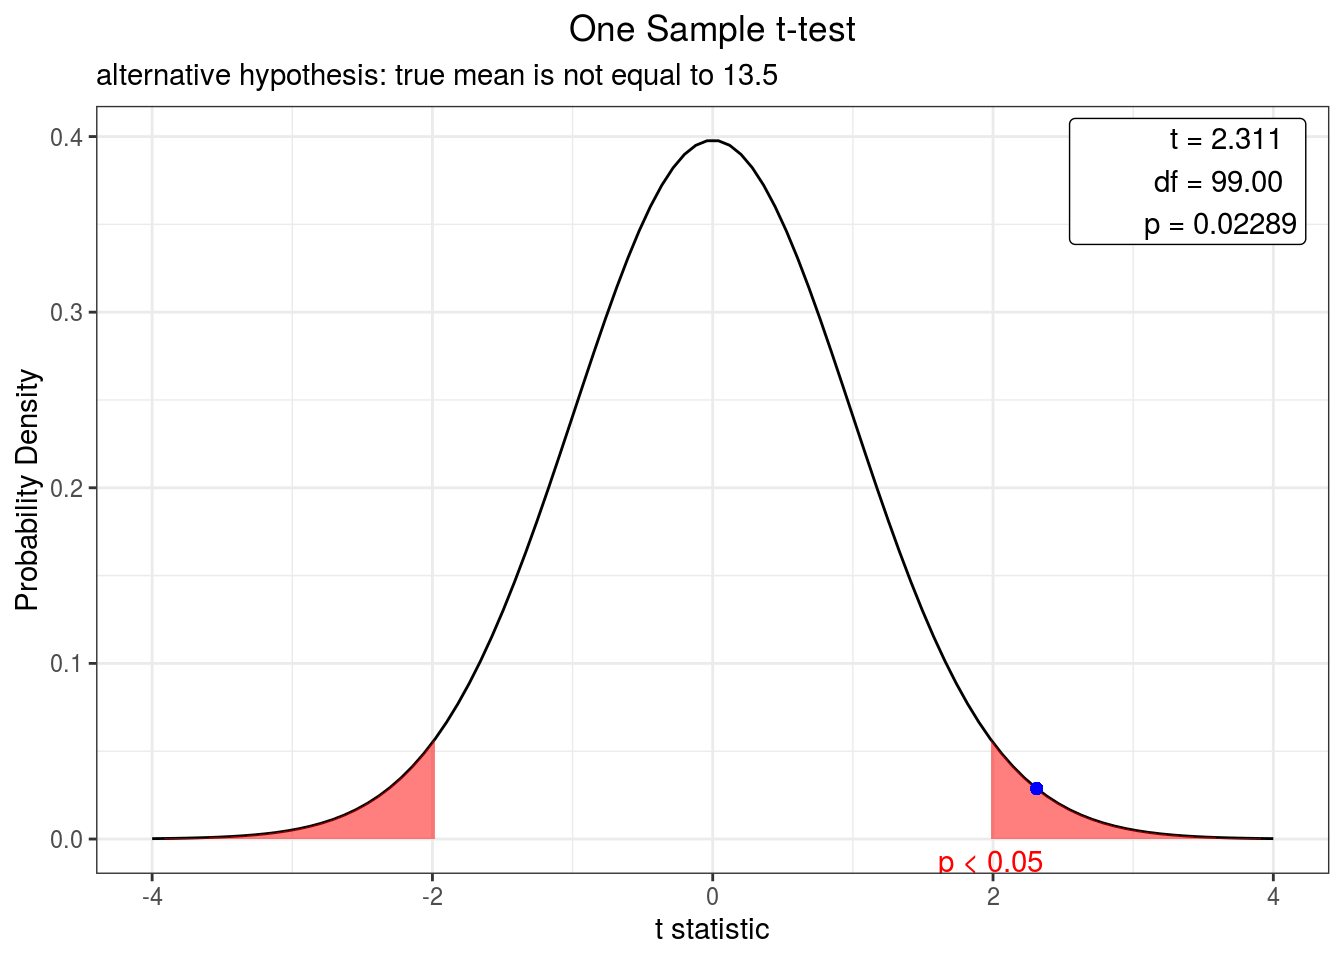 One Sample t-test
alternative hypothesis: true mean is not equal to 13.5
t = 2.311
df = 99.00
p = 0.02289
Probability Density
0.4
0.3
0.2
0.1
0.0
p < 0.05
-4 -2 0 2 4
t statistic